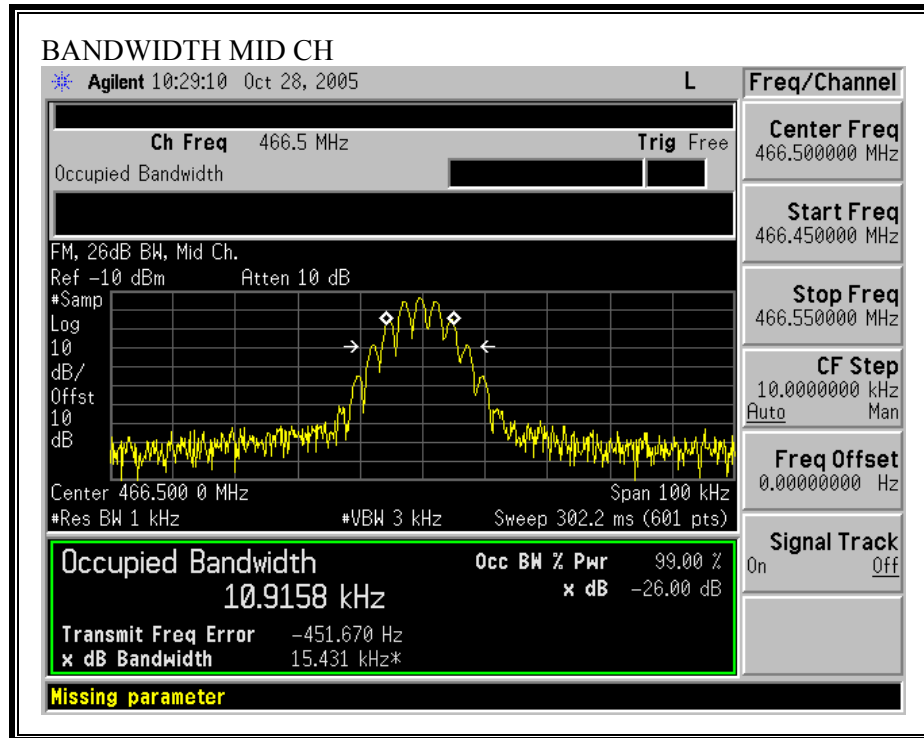 BANDWIDTH MID CH
Agilent 10:29:10 Oct 28, 2005 L
Freq/Channel
Ch Freq 466.5 MHz Trig Free
Occupied Bandwidth
Center Freq
466.500000 MHz
Start Freq
466.450000 MHz
Stop Freq
466.550000 MHz
CF Step
10.0000000 kHz
Auto Man
Freq Offset
0.00000000 Hz
Signal Track
On Off
FM, 26dB BW, Mid Ch.
Ref -10 dBm Atten 10 dB
#Samp
Log
10
dB/
Offst
10
dB
Center 466.500 0 MHz Span 100 kHz
#Res BW 1 kHz #VBW 3 kHz Sweep 302.2 ms (601 pts)
Occupied Bandwidth
10.9158 kHz
Occ BW % Pwr 99.00 %
x dB -26.00 dB
Transmit Freq Error -451.670 Hz
x dB Bandwidth 15.431 kHz*
Missing parameter